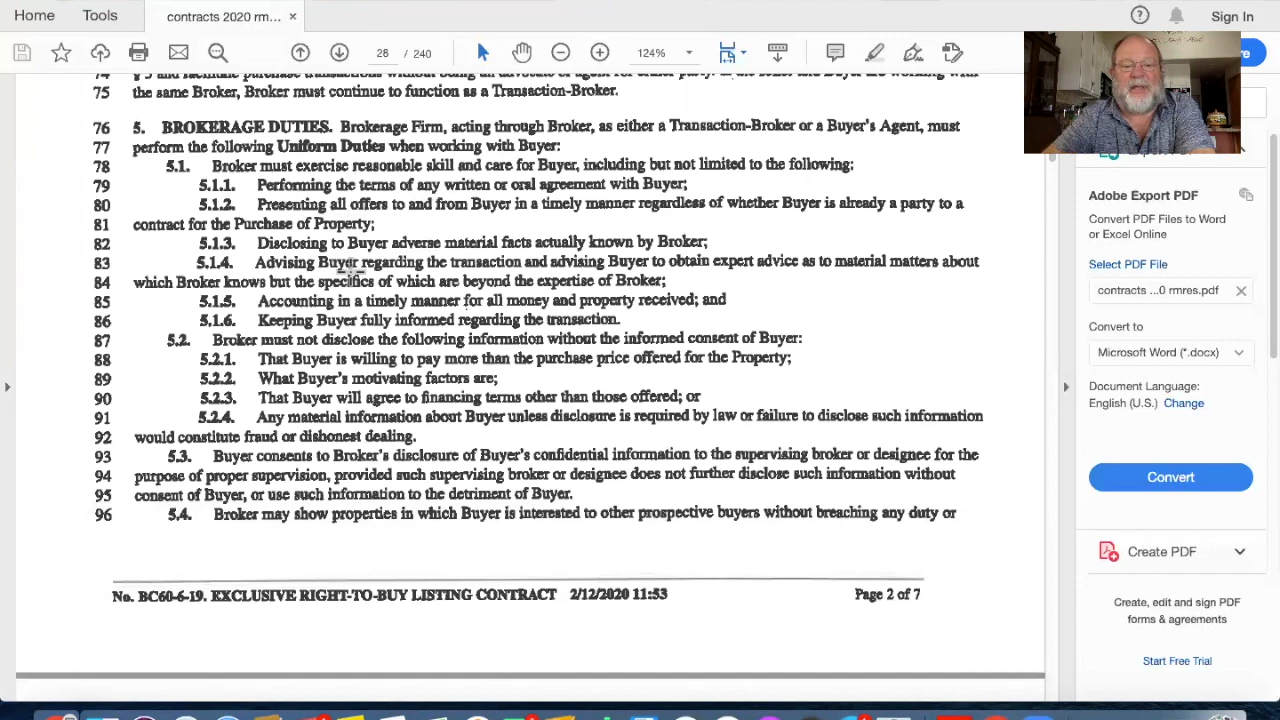 Home Tools contracts 2020 rm... × Sign In
28 / 240 124%
75 the same Broker, Broker must continue to function as a Transaction-Broker.
76 5. BROKERAGE DUTIES. Brokerage Firm, acting through Broker, as either a Transaction-Broker or a Buyer's Agent, must
77 perform the following Uniform Duties when working with Buyer:
78 5.1. Broker must exercise reasonable skill and care for Buyer, including but not limited to the following:
79 5.1.1. Performing the terms of any written or oral agreement with Buyer;
80 5.1.2. Presenting all offers to and from Buyer in a timely manner regardless of whether Buyer is already a party to a
81 contract for the Purchase of Property;
82 5.1.3. Disclosing to Buyer adverse material facts actually known by Broker;
83 5.1.4. Advising Buyer regarding the transaction and advising Buyer to obtain expert advice as to material matters about
84 which Broker knows but the specifics of which are beyond the expertise of Broker;
85 5.1.5. Accounting in a timely manner for all money and property received; and
86 5.1.6. Keeping Buyer fully informed regarding the transaction.
87 5.2. Broker must not disclose the following information without the informed consent of Buyer:
88 5.2.1. That Buyer is willing to pay more than the purchase price offered for the Property;
89 5.2.2. What Buyer's motivating factors are;
90 5.2.3. That Buyer will agree to financing terms other than those offered; or
91 5.2.4. Any material information about Buyer unless disclosure is required by law or failure to disclose such information
92 would constitute fraud or dishonest dealing.
93 5.3. Buyer consents to Broker's disclosure of Buyer's confidential information to the supervising broker or designee for the
94 purpose of proper supervision, provided such supervising broker or designee does not further disclose such information without
95 consent of Buyer, or use such information to the detriment of Buyer.
96 5.4. Broker may show properties in which Buyer is interested to other prospective buyers without breaching any duty or
No. BC60-6-19. EXCLUSIVE RIGHT-TO-BUY LISTING CONTRACT 2/12/2020 11:53 Page 2 of 7
Adobe Export PDF
Convert PDF Files to Word
or Excel Online
Select PDF File
contracts ...0 rmres.pdf
Convert to
Microsoft Word (*.docx)
Document Language:
English (U.S.) Change
Convert
Create PDF
Create, edit and sign PDF
forms & agreements
Start Free Trial